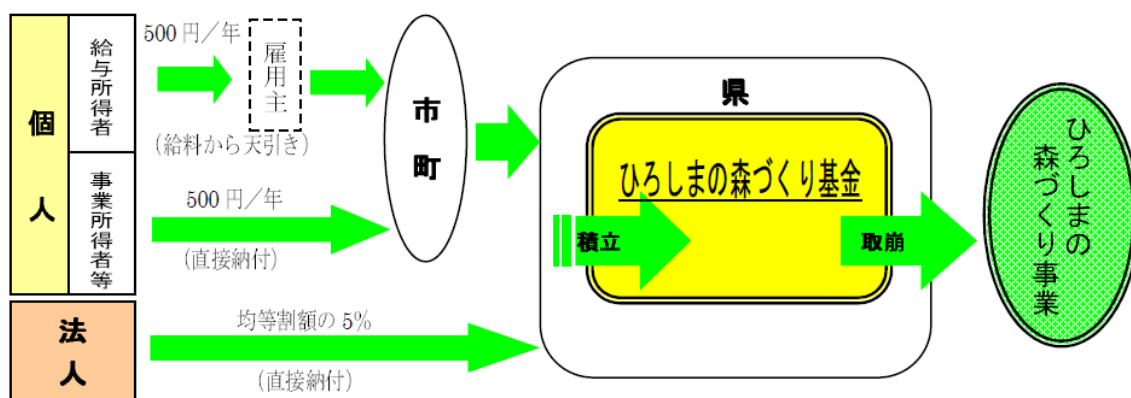 個人
給与所得者
500円／年
(給料から天引き)
雇用主
事業所得者等
500円／年
(直接納付)
市町
法人
均等割額の5%
(直接納付)
県
ひろしまの森づくり基金
積立
取崩
ひろしまの
森づくり事業